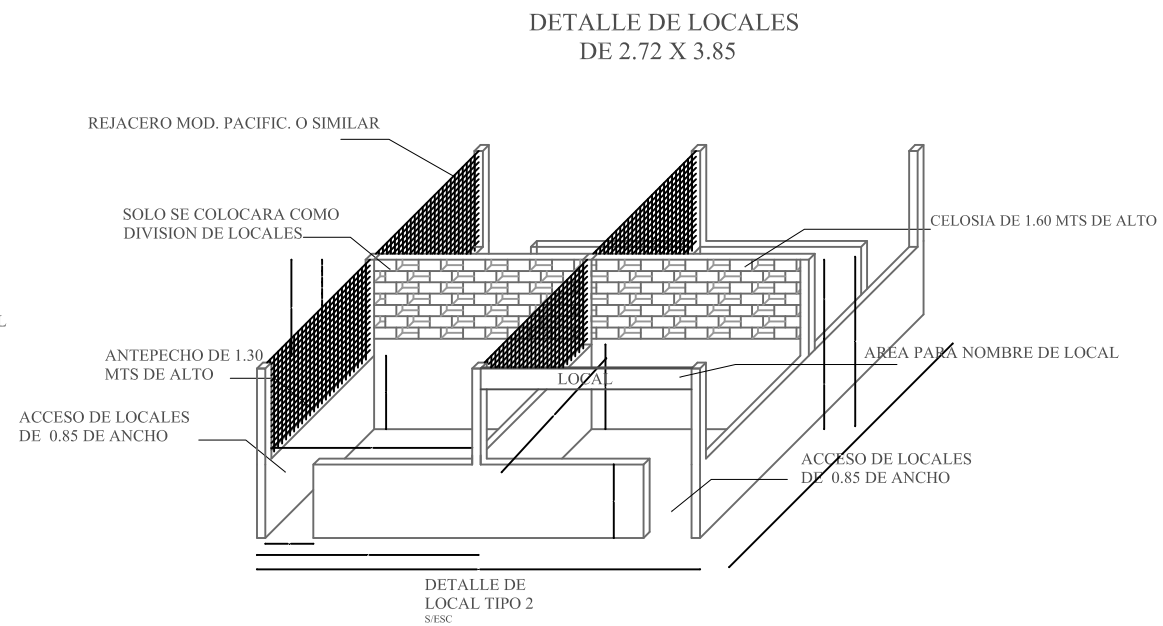 DETALLE DE LOCALES
DE 2.72 X 3.85
REJACERO MOD. PACIFIC. O SIMILAR
SOLO SE COLOCARA COMO
DIVISION DE LOCALES
CELOSIA DE 1.60 MTS DE ALTO
L
ANTEPECHO DE 1.30
MTS DE ALTO
AREA PARA NOMBRE DE LOCAL
LOCAL
ACCESO DE LOCALES
DE 0.85 DE ANCHO
ACCESO DE LOCALES
DE 0.85 DE ANCHO
DETALLE DE
LOCAL TIPO 2
S/ESC